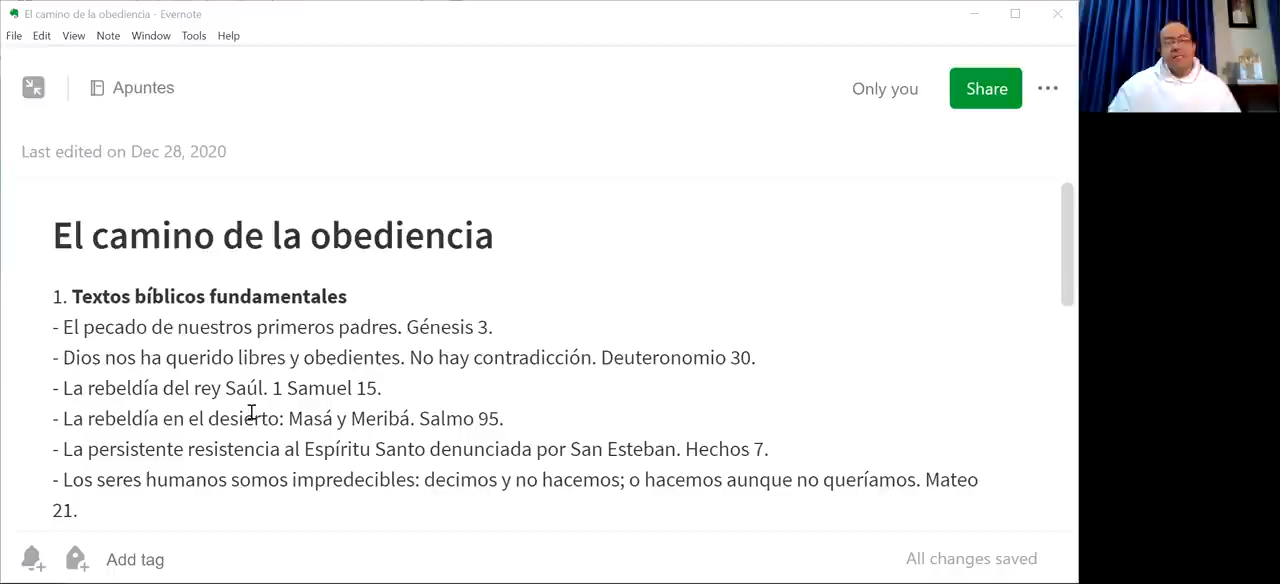 El camino de la obediencia - Evernote
File Edit View Note Window Tools Help
Apuntes
Only you
Share
Last edited on Dec 28, 2020
El camino de la obediencia
1. Textos bíblicos fundamentales
- El pecado de nuestros primeros padres. Génesis 3.
- Dios nos ha querido libres y obedientes. No hay contradicción. Deuteronomio 30.
- La rebeldía del rey Saúl. 1 Samuel 15.
- La rebeldía en el desierto: Masá y Meribá. Salmo 95.
- La persistente resistencia al Espíritu Santo denunciada por San Esteban. Hechos 7.
- Los seres humanos somos impredecibles: decimos y no hacemos; o hacemos aunque no queríamos. Mateo
21.
Add tag
All changes saved